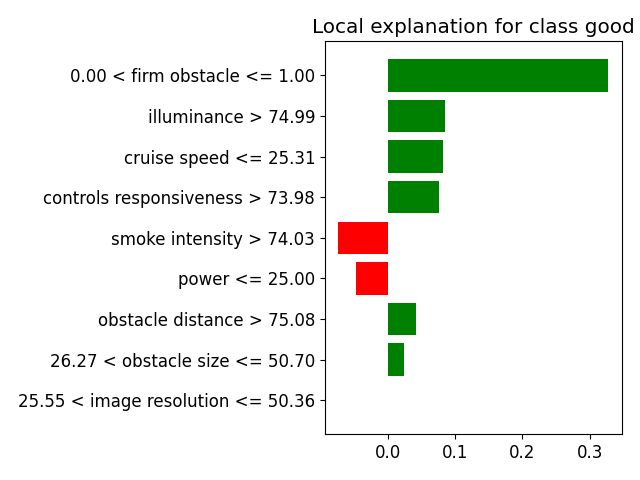 Local explanation for class good
0.00 < firm obstacle <= 1.00
illuminance > 74.99
cruise speed <= 25.31
controls responsiveness > 73.98
smoke intensity > 74.03
power <= 25.00
obstacle distance > 75.08
26.27 < obstacle size <= 50.70
25.55 < image resolution <= 50.36
0.0 0.1 0.2 0.3